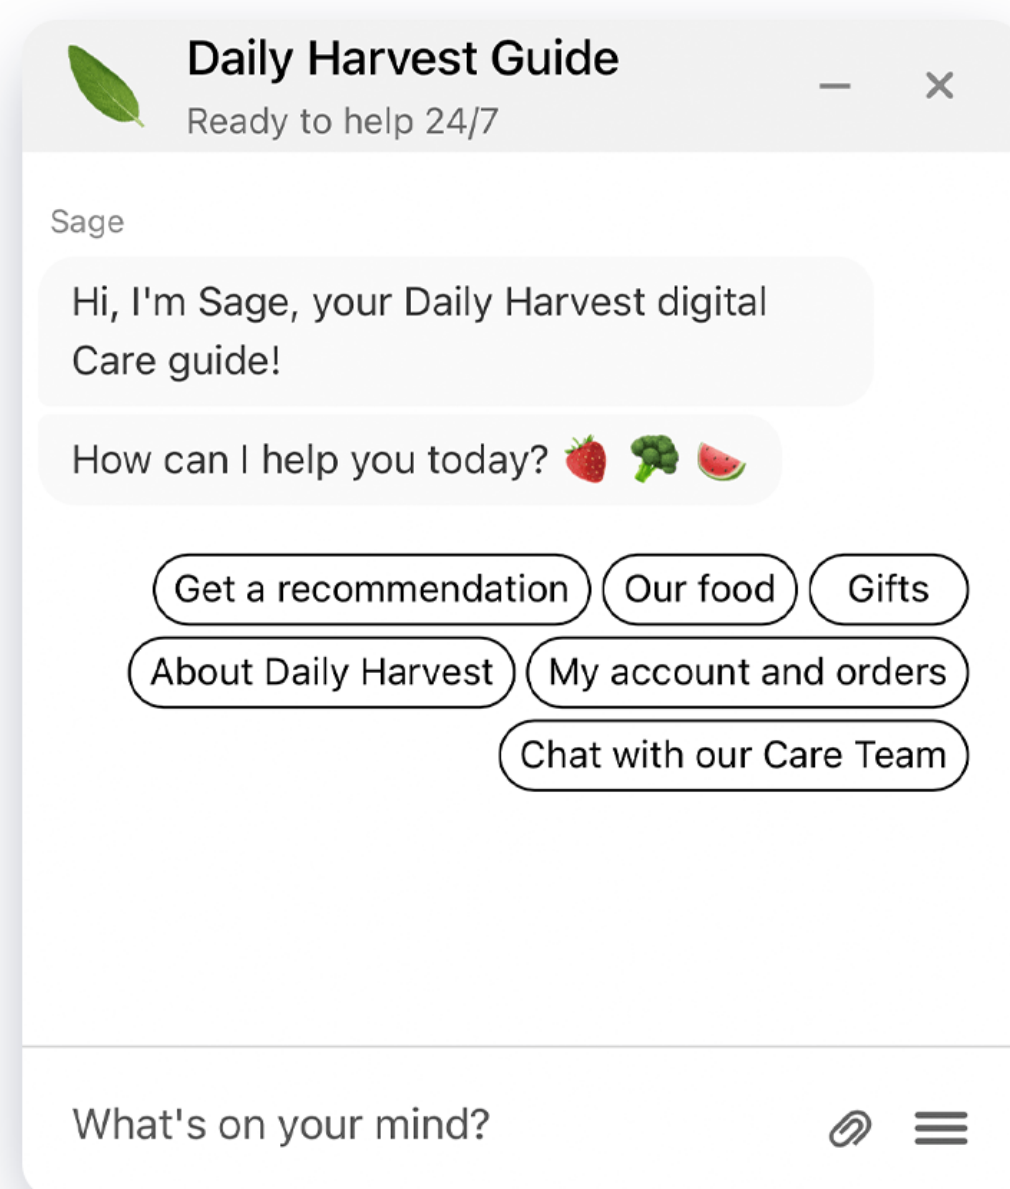 Daily Harvest Guide
Ready to help 24/7
Sage
Hi, I'm Sage, your Daily Harvest digital
Care guide!
How can I help you today? 🍓 🥦 🍉
Get a recommendation Our food Gifts
About Daily Harvest My account and orders
Chat with our Care Team
What's on your mind?